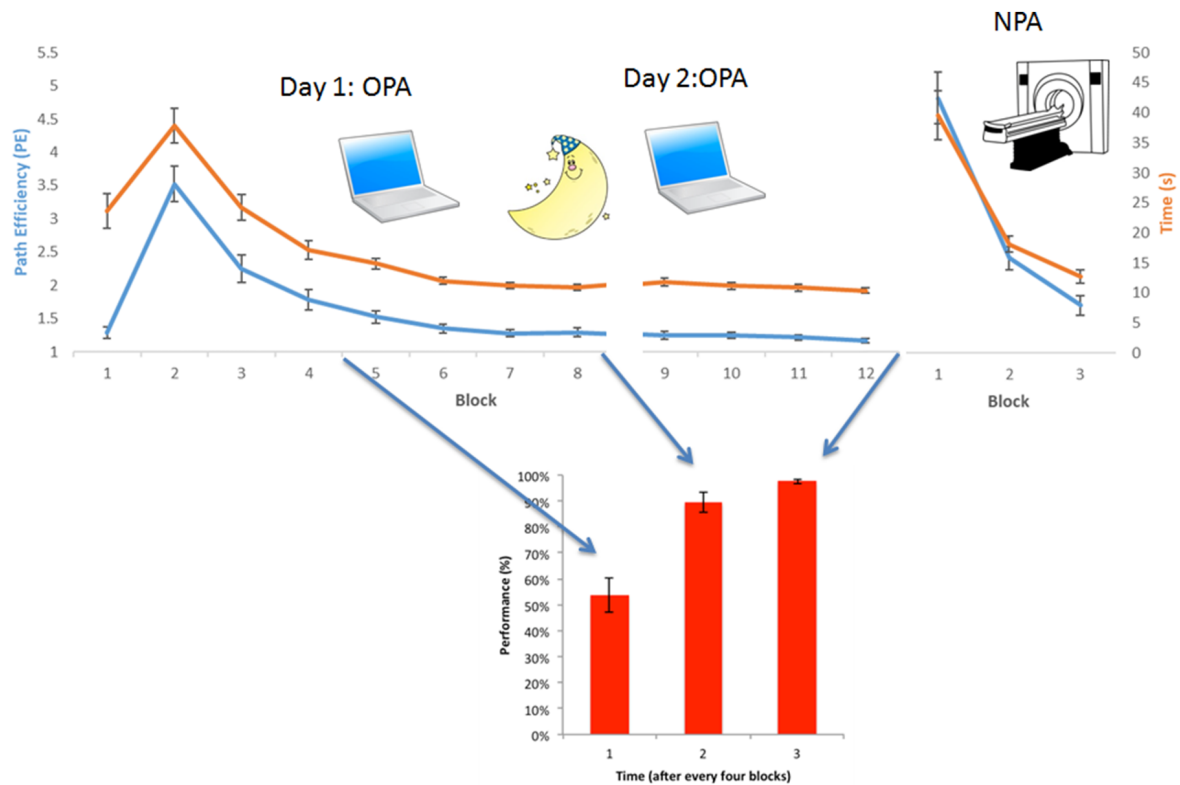 NPA
Day 1: OPA
Day 2:OPA
5.5
5
4.5
4
3.5
3
2.5
2
1.5
1
Path Efficiency (PE)
50
45
40
35
30
25
20
15
10
5
0
Time (s)
1 2 3 4 5 6 7 8 9 10 11 12
Block
1 2 3
Block
100%
90%
80%
70%
60%
50%
40%
30%
20%
10%
0%
Performance (%)
1 2 3
Time (after every four blocks)